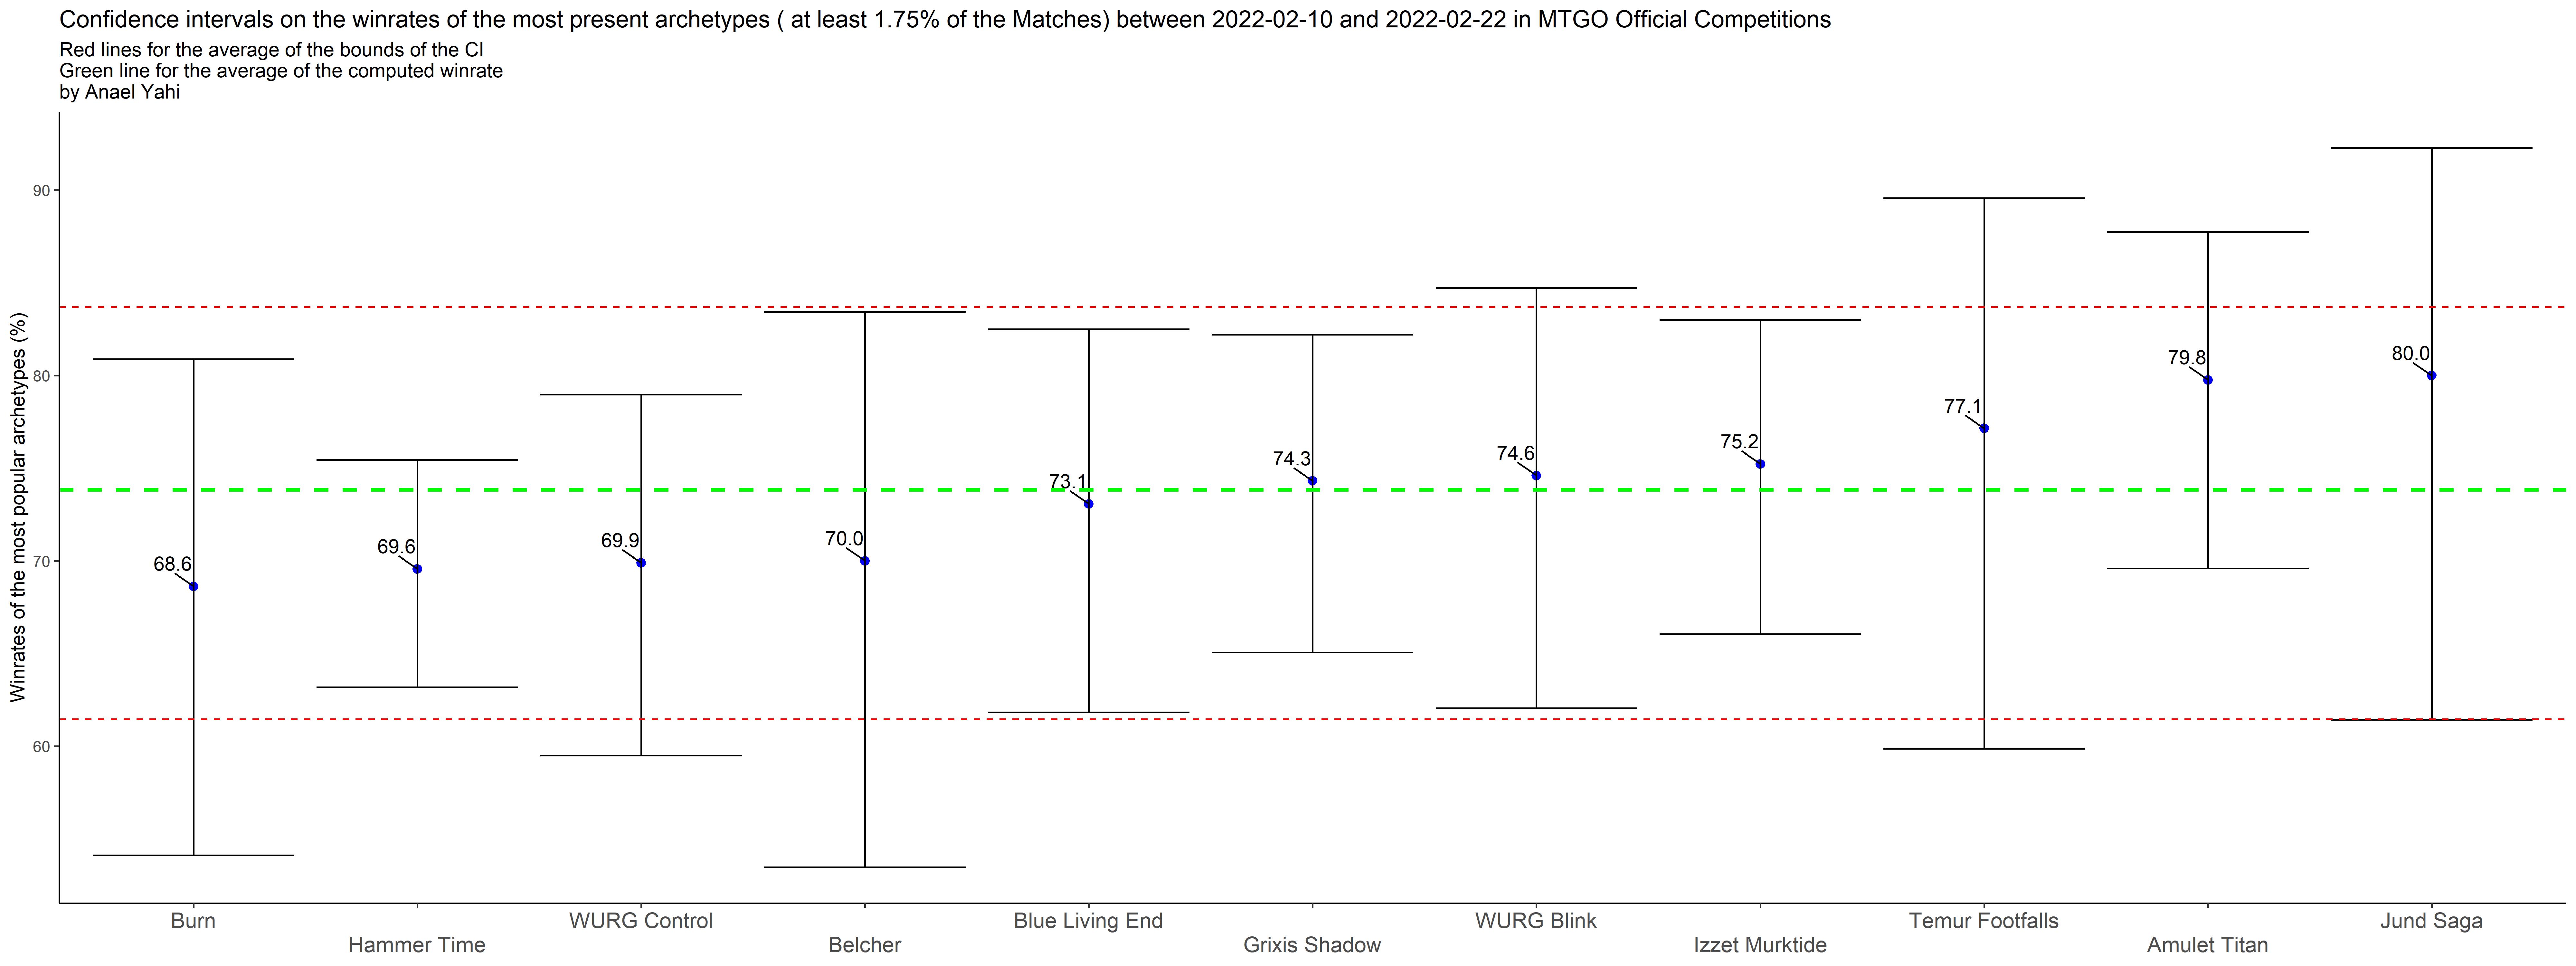 Confidence intervals on the winrates of the most present archetypes ( at least 1.75% of the Matches) between 2022-02-10 and 2022-02-22 in MTGO Official Competitions
Red lines for the average of the bounds of the CI
Green line for the average of the computed winrate
by Anael Yahi
Winrates of the most popular archetypes (%)
90
80
70
60
68.6
69.6
69.9
70.0
73.1
74.3
74.6
75.2
77.1
79.8
80.0
Burn
Hammer Time
WURG Control
Belcher
Blue Living End
Grixis Shadow
WURG Blink
Izzet Murktide
Temur Footfalls
Amulet Titan
Jund Saga